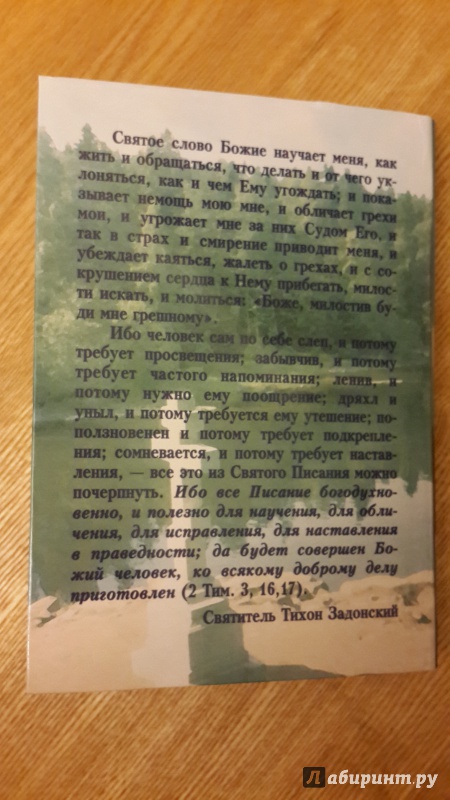 Святое слово Божие научает меня, как
жить и обращаться, что делать и от чего ук-
лоняться, как и чем Ему угождать; и пока-
зывает немощь мою мне, и обличает грехи
мои, и угрожает мне за них Судом Его, и
так в страх и смирение приводит меня, и
убеждает каяться, жалеть о грехах, и с со-
крушением сердца к Нему прибегать, милос-
ти искать, и молиться: «Боже, милостив бу-
ди мне грешному».
Ибо человек сам по себе слеп, и потому
требует просвещения; забывчив, и потому
требует частого напоминания; ленив, и
потому нужно ему поощрение; дряхл и
уныл, и потому требуется ему утешение; по-
ползновенен и потому требует подкрепле-
ния; сомневается, и потому требует настав-
ления, — все это из Святого Писания можно
почерпнуть. Ибо все Писание богодухно-
венно, и полезно для научения, для обли-
чения, для исправления, для наставления
в праведности; да будет совершен Бо-
жий человек, ко всякому доброму делу
приготовлен (2 Тим. 3, 16,17).
Святитель Тихон Задонский
Лабиринт.ру